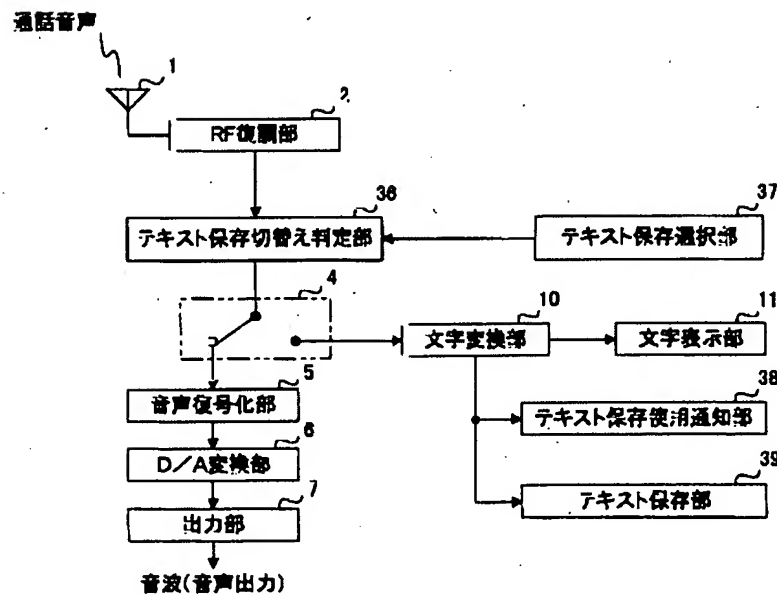 通話音声
1
2
RF復調部
36
テキスト保存切替え判定部
37
テキスト保存選択部
4
10
文字変換部
11
文字表示部
5
音声復号化部
38
テキスト保存使用通知部
6
D/A変換部
39
テキスト保存部
7
出力部
音波(音声出力)